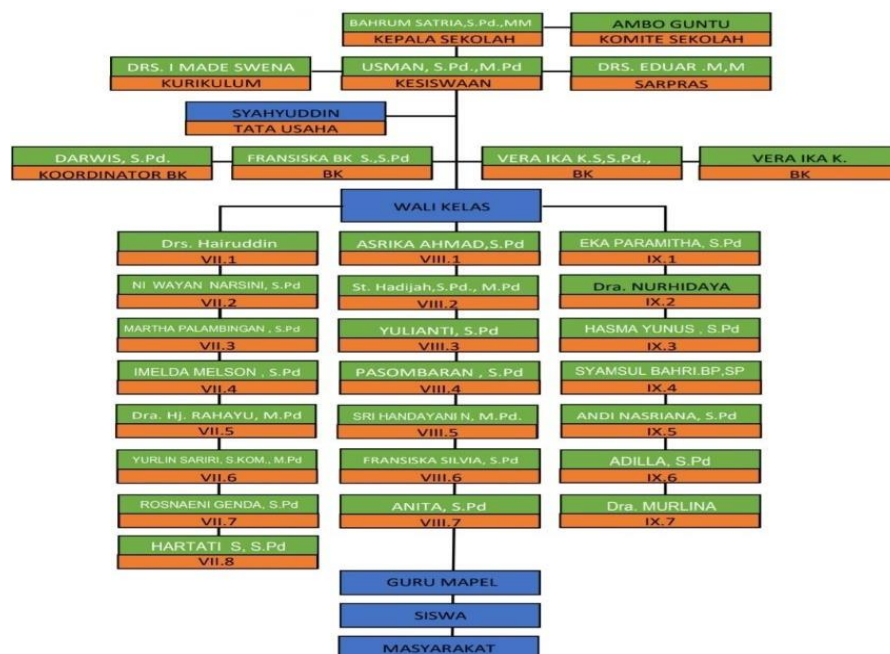 BAHRUM SATRIA,S.Pd.,MM
KEPALA SEKOLAH
AMBO GUNTU
KOMITE SEKOLAH
DRS. I MADE SWENA
KURIKULUM
USMAN, S.Pd.,M.Pd
KESISWAAN
DRS. EDUAR .M,M
SARPRAS
SYAHYUDDIN
TATA USAHA
DARWIS, S.Pd.
KOORDINATOR BK
FRANSISKA BK S.,S.Pd
BK
VERA IKA K.S,S.Pd.,
BK
VERA IKA K.
BK
WALI KELAS
Drs. Hairuddin
VII.1
ASRIKA AHMAD,S.Pd
VIII.1
EKA PARAMITHA, S.Pd
IX.1
NI WAYAN NARSINI, S.Pd
VII.2
St. Hadijah,S.Pd., M.Pd
VIII.2
Dra. NURHIDAYA
IX.2
MARTHA PALAMBINGAN , S.Pd
VII.3
YULIANTI, S.Pd
VIII.3
HASMA YUNUS , S.Pd
IX.3
IMELDA MELSON , S.Pd
VII.4
PASOMBARAN , S.Pd
VIII.4
SYAMSUL BAHRI.BP,SP
IX.4
Dra. Hj. RAHAYU, M.Pd
VII.5
SRI HANDAYANI N, M.Pd.
VIII.5
ANDI NASRIANA, S.Pd
IX.5
YURLIN SARIRI, S.KOM., M.Pd
VII.6
FRANSISKA SILVIA, S.Pd
VIII.6
ADILLA, S.Pd
IX.6
ROSNAENI GENDA, S.Pd
VII.7
ANITA, S.Pd
VIII.7
Dra. MURLINA
IX.7
HARTATI S, S.Pd
VII.8
GURU MAPEL
SISWA
MASYARAKAT